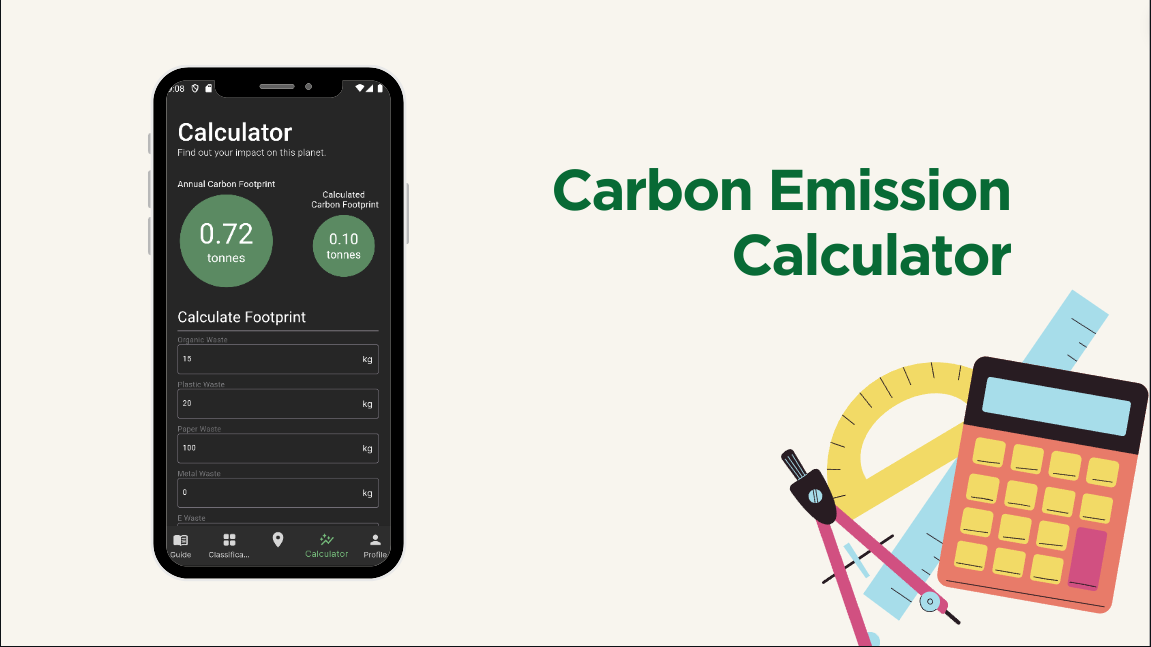 :08
Calculator
Find out your impact on this planet.
Annual Carbon Footprint
0.72
tonnes
Calculated
Carbon Footprint
0.10
tonnes
Calculate Footprint
Organic Waste
15 kg
Plastic Waste
20 kg
Paper Waste
100 kg
Metal Waste
0 kg
E Waste
Guide Classifica... Calculator Profile
Carbon Emission
Calculator